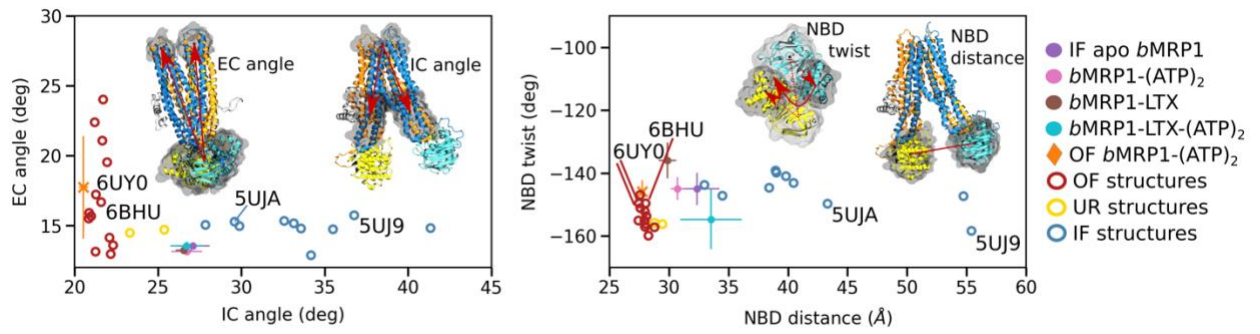 30
28
25
23
20
18
15
20
25
30
35
40
45
EC angle (deg)
IC angle (deg)
EC angle
IC angle
6UY0
6BHU
5UJA
5UJ9
−100
−120
−140
−160
25
30
35
40
45
50
55
60
NBD twist (deg)
NBD distance (Å)
NBD
twist
NBD
distance
6BHU
6UY0
5UJA
5UJ9
IF apo bMRP1
bMRP1-(ATP)₂
bMRP1-LTX
bMRP1-LTX-(ATP)₂
OF bMRP1-(ATP)₂
OF structures
UR structures
IF structures